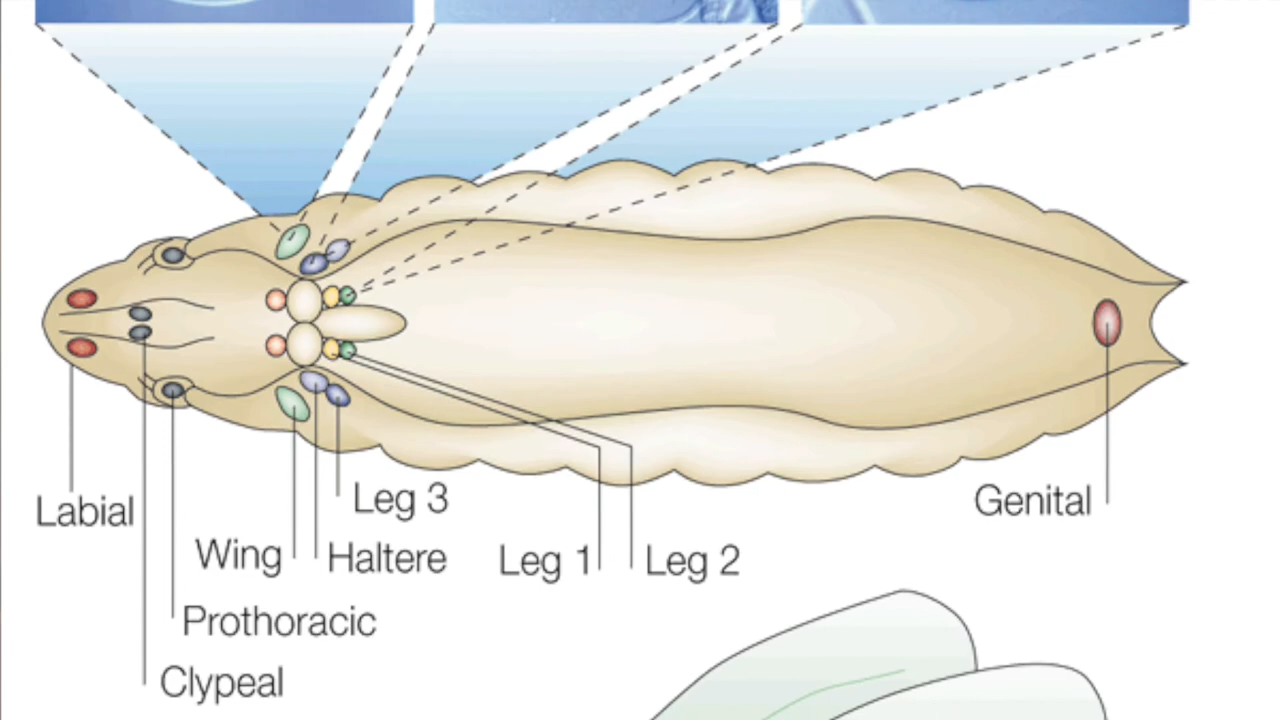 Labial
Leg 3
Genital
Wing
Haltere
Leg 1
Leg 2
Prothoracic
Clypeal